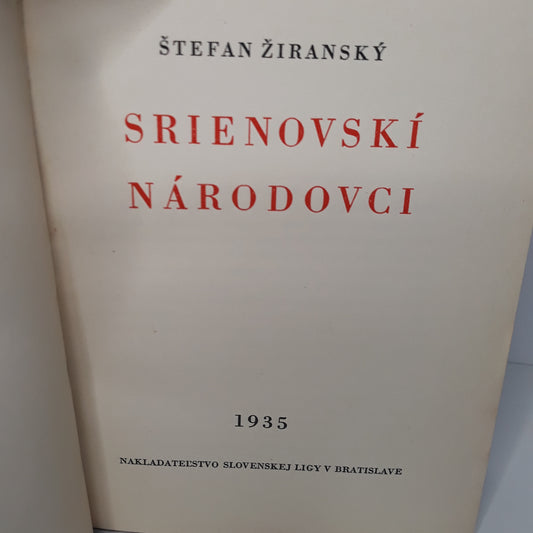 ŠTEFAN ŽIRANSKÝ
SRIENOVSKÍ
NÁRODOVCI
1935
NAKLADATEĽSTVO SLOVENSKEJ LIGY V BRATISLAVE